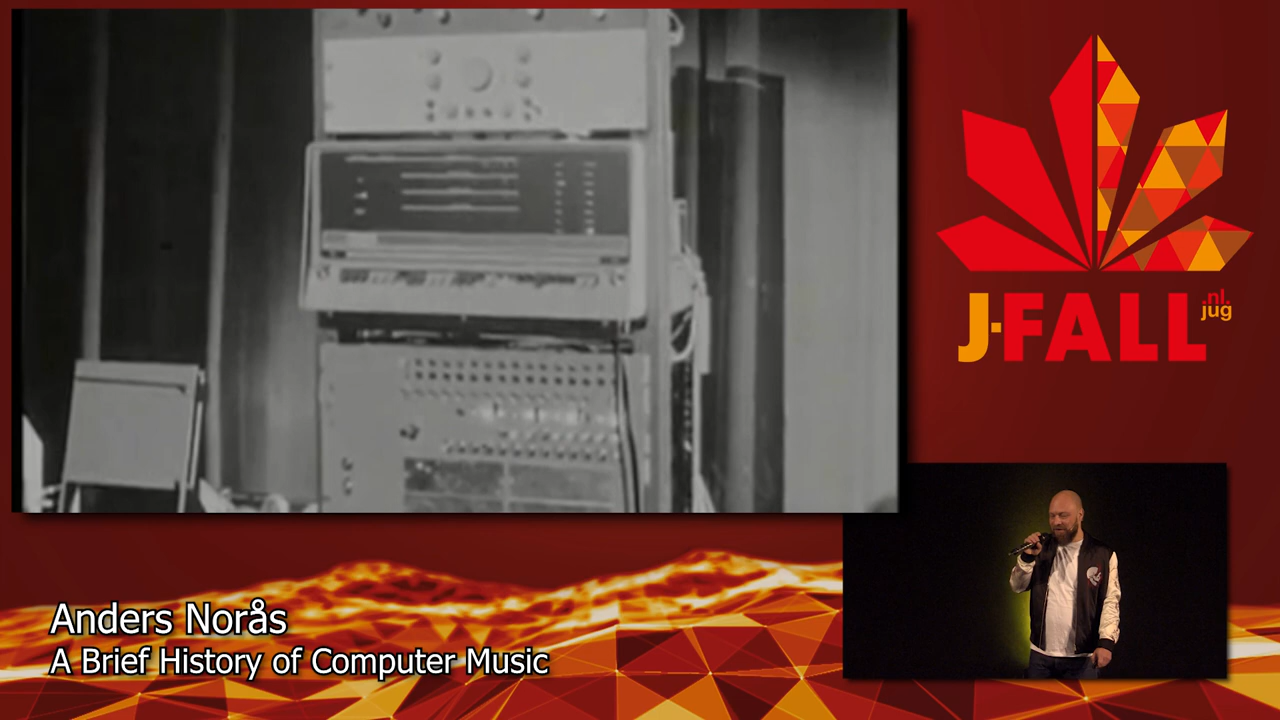 J-FALL
.nl.
jug
Anders Norås
A Brief History of Computer Music